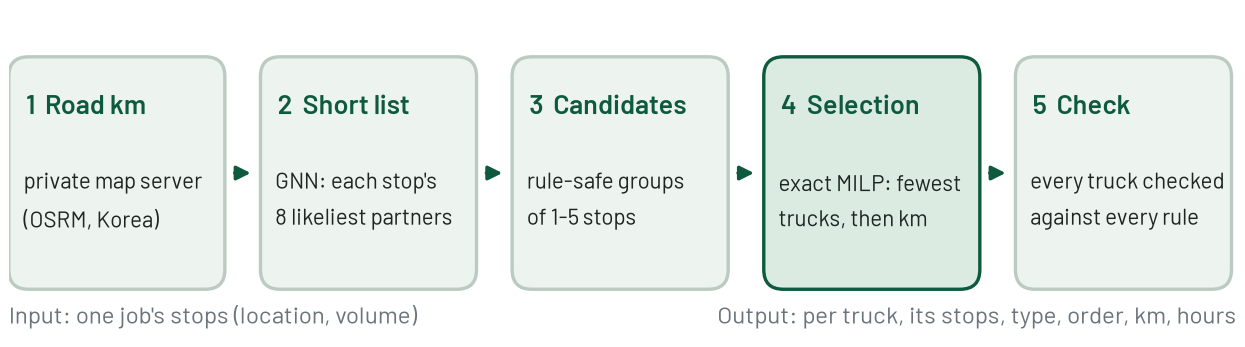 1 Road km
private map server
(OSRM, Korea)
2 Short list
GNN: each stop's
8 likeliest partners
3 Candidates
rule-safe groups
of 1-5 stops
4 Selection
exact MILP: fewest
trucks, then km
5 Check
every truck checked
against every rule
Input: one job's stops (location, volume)
Output: per truck, its stops, type, order, km, hours